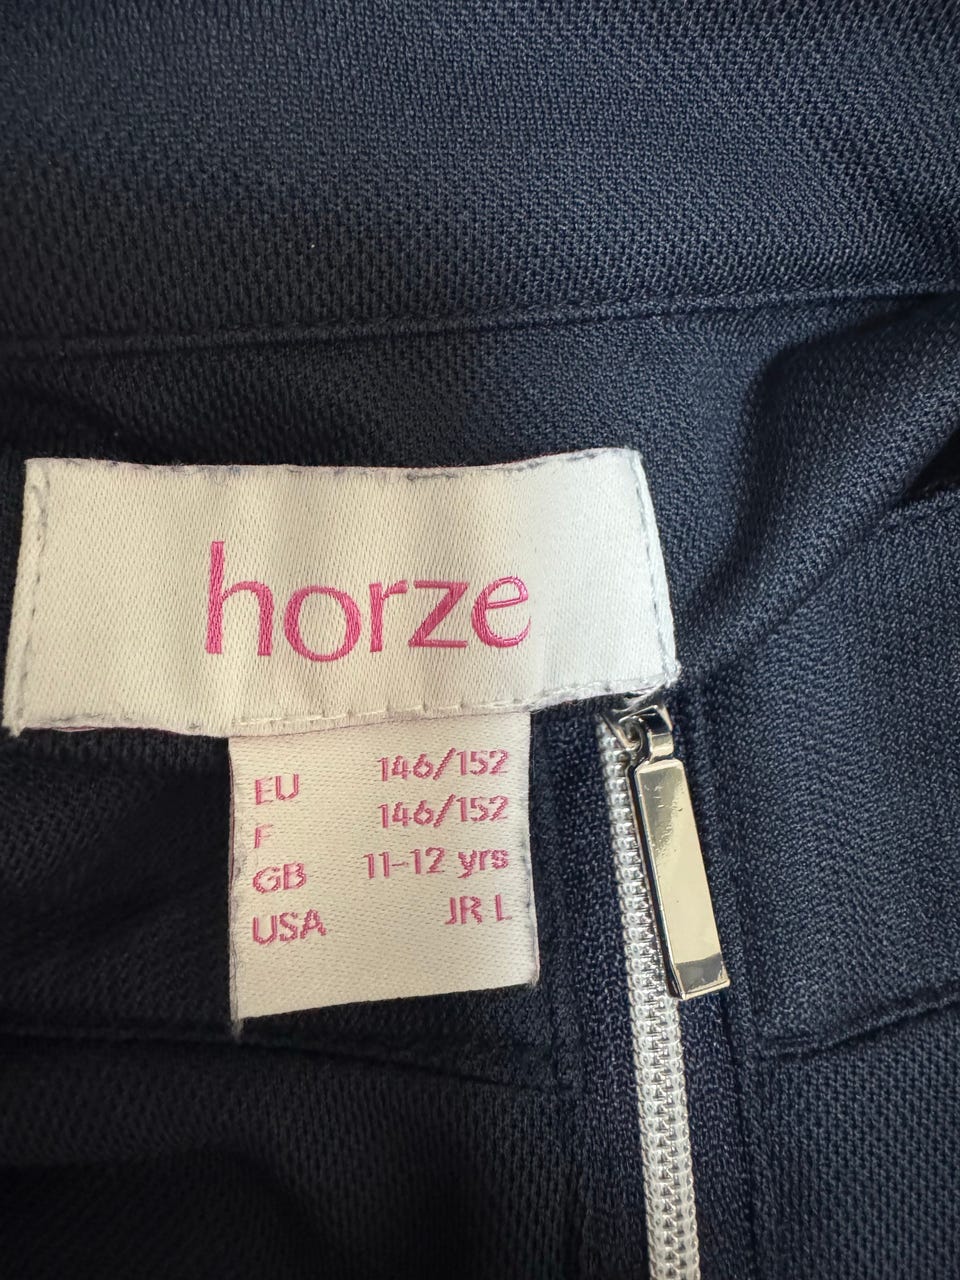 horze
EU 146/152
F 146/152
GB 11-12 yrs
USA JR L